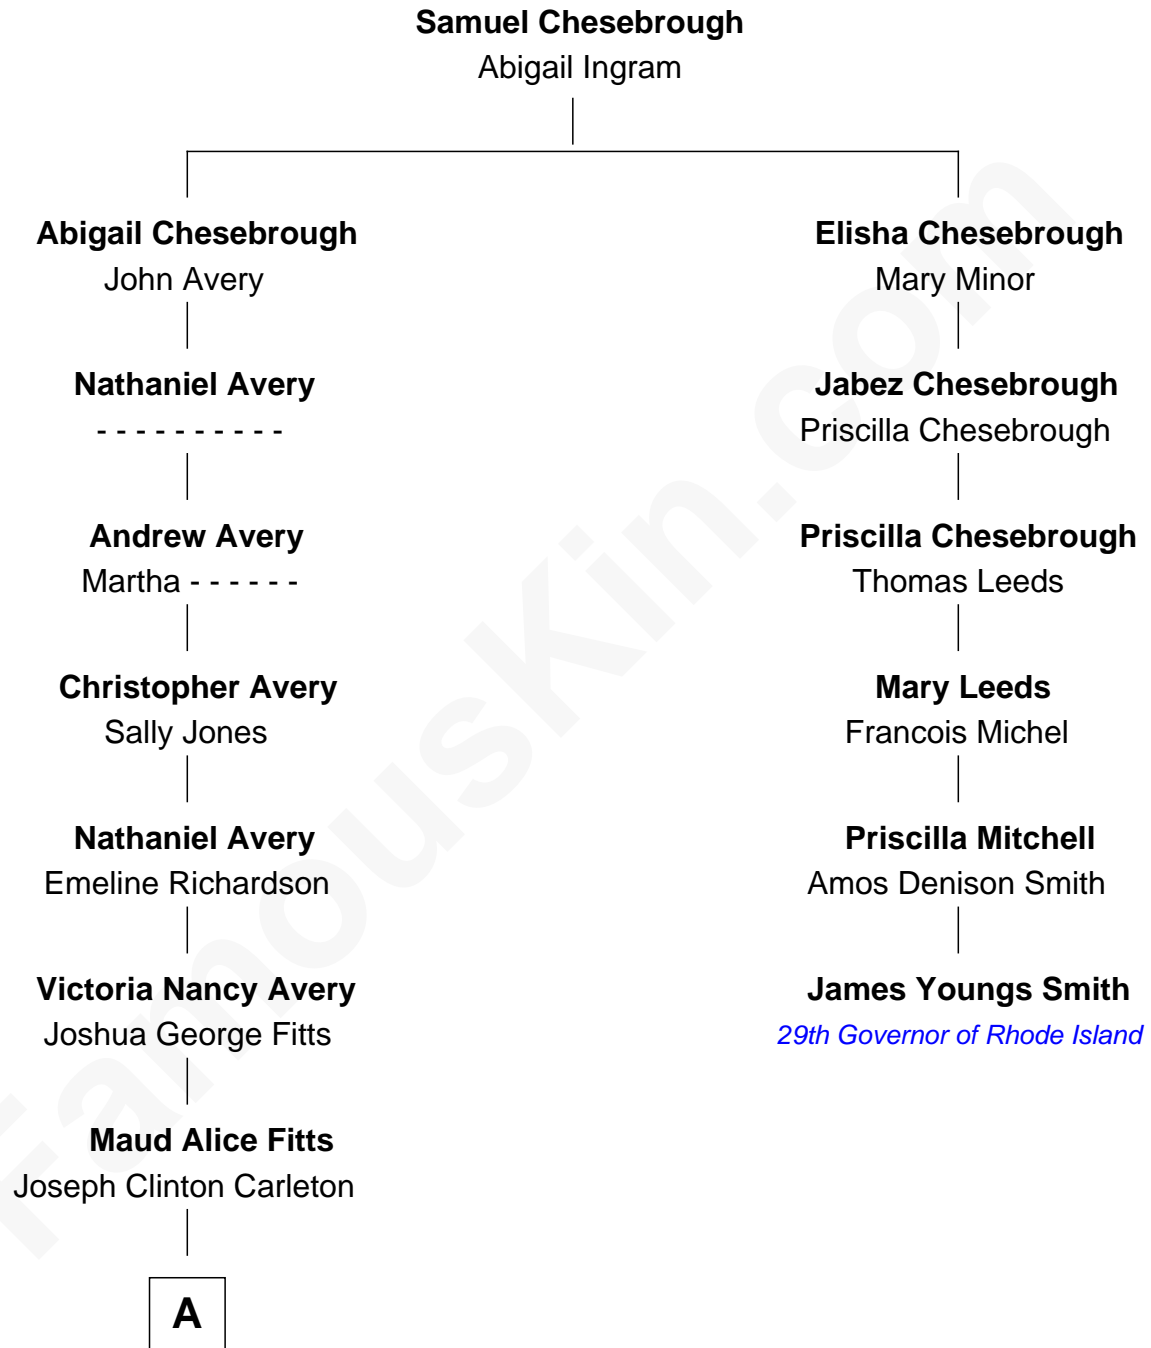 Samuel Chesebrough
Abigail Ingram
Abigail Chesebrough
John Avery
Elisha Chesebrough
Mary Minor
Nathaniel Avery
- - - - - - - - - -
Jabez Chesebrough
Priscilla Chesebrough
Andrew Avery
Martha - - - - - -
Priscilla Chesebrough
Thomas Leeds
Christopher Avery
Sally Jones
Mary Leeds
Francois Michel
Nathaniel Avery
Emeline Richardson
Priscilla Mitchell
Amos Denison Smith
Victoria Nancy Avery
Joshua George Fitts
James Youngs Smith
29th Governor of Rhode Island
Maud Alice Fitts
Joseph Clinton Carleton
A
FamousKin.com